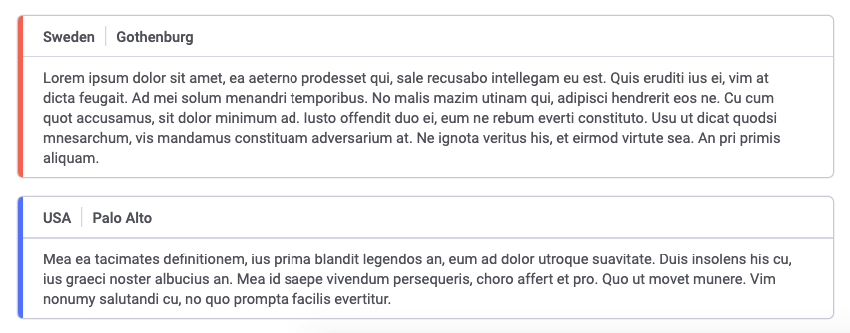 Sweden Gothenburg
Lorem ipsum dolor sit amet, ea aeterno prodesset qui, sale recusabo intellegam eu est. Quis eruditi ius ei, vim at
dicta feugait. Ad mei solum menandri temporibus. No malis mazim utinam qui, adipisci hendrerit eos ne. Cu cum
quot accusamus, sit dolor minimum ad. Iusto offendit duo ei, eum ne rebum everti constituto. Usu ut dicat quodsi
mnesarchum, vis mandamus constituam adversarium at. Ne ignota veritus his, et eirmod virtute sea. An pri primis
aliquam.
USA Palo Alto
Mea ea tacimates definitionem, ius prima blandit legendos an, eum ad dolor utroque suavitate. Duis insolens his cu,
ius graeci noster albucius an. Mea id saepe vivendum persequeris, choro affert et pro. Quo ut movet munere. Vim
nonumy salutandi cu, no quo prompta facilis evertitur.